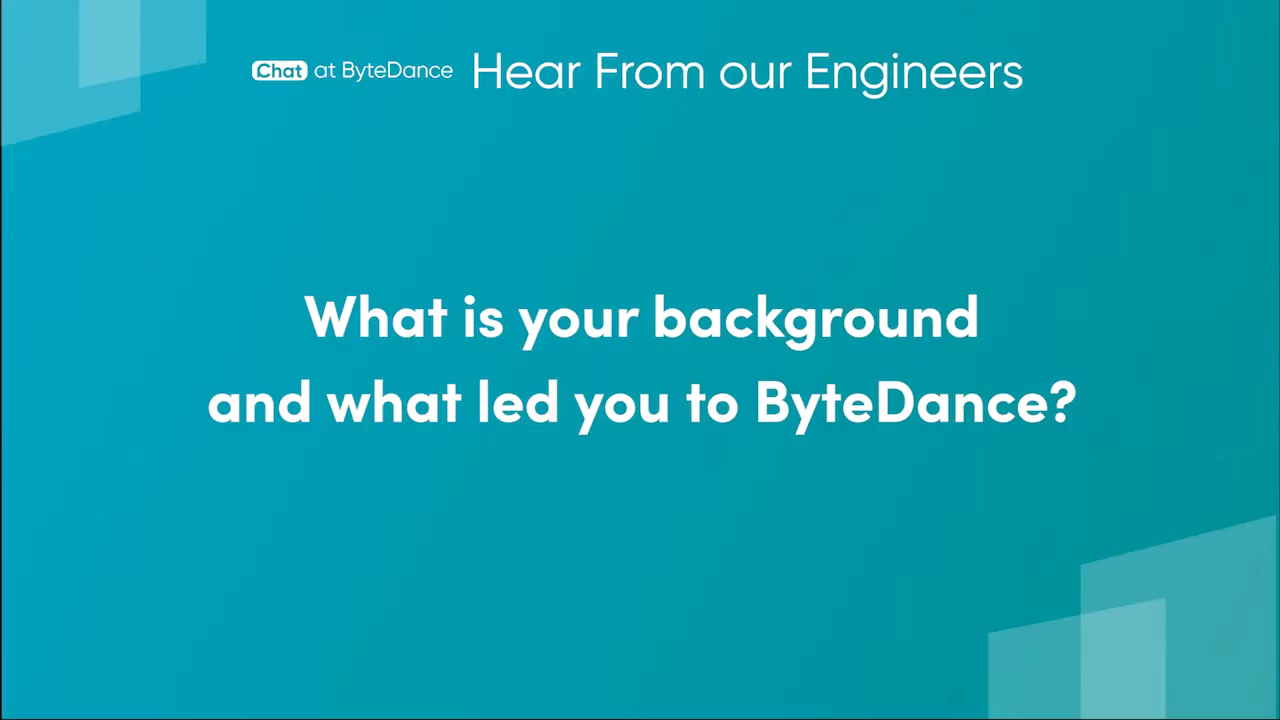 Chat at ByteDance Hear From our Engineers
What is your background
and what led you to ByteDance?